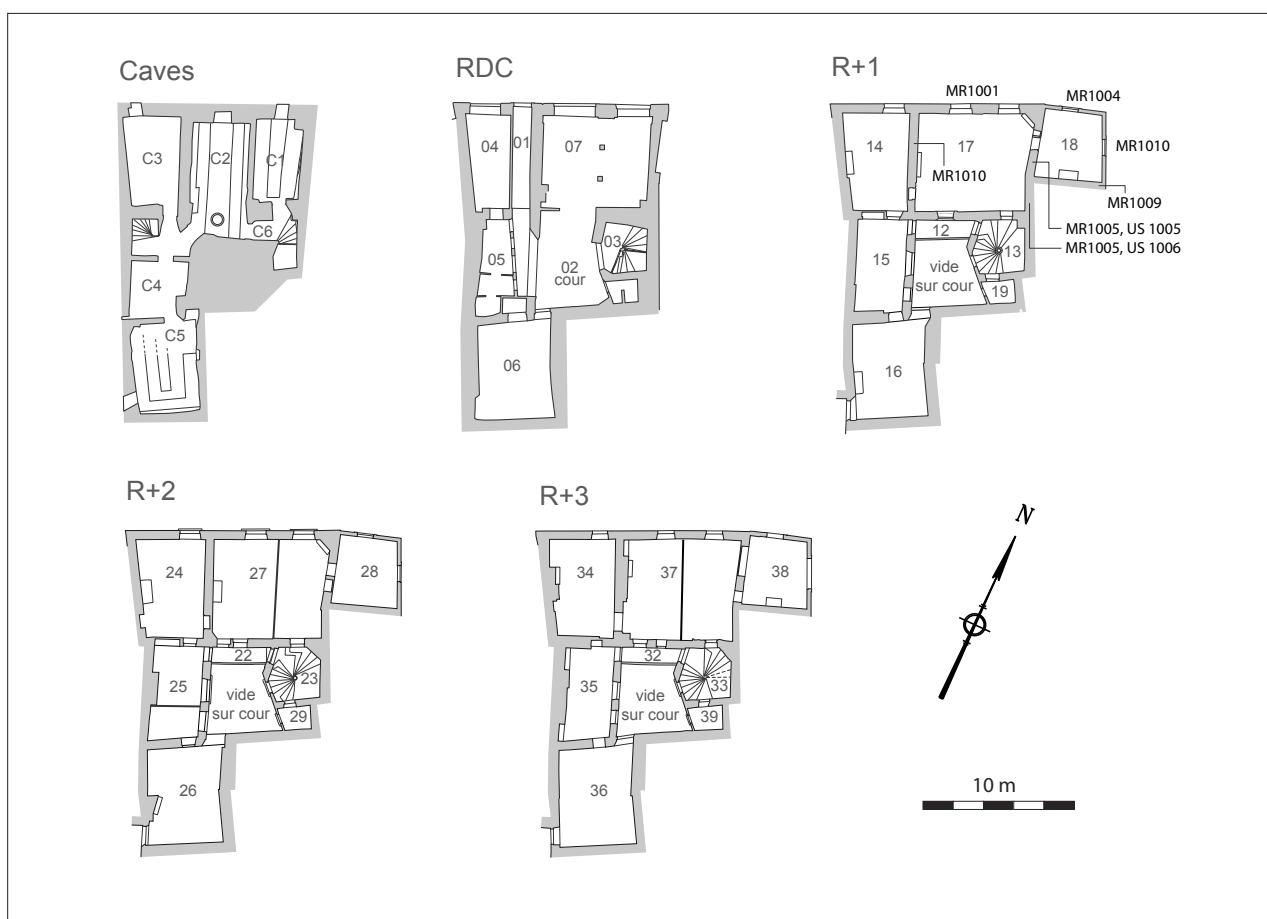 Caves
C3
C2
C1
C6
C4
C5
RDC
04
01
07
05
03
02
cour
06
R+1
MR1001
MR1004
14
17
18
MR1010
MR1010
MR1009
MR1005, US 1005
MR1005, US 1006
12
13
15
vide
sur cour
19
16
R+2
24
27
28
22
25
23
vide
sur cour
29
26
R+3
34
37
38
32
35
33
vide
sur cour
39
36
N
10 m